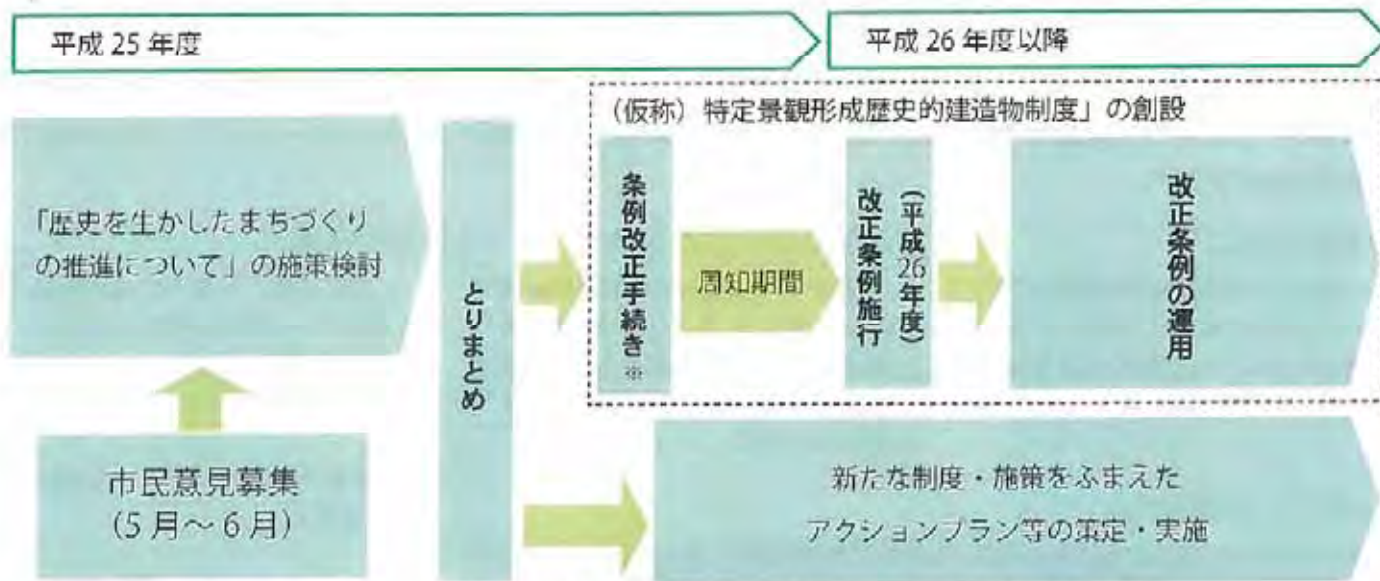 平成 25 年度
平成 26 年度以降
（仮称）特定景観形成歴史的建造物制度」の創設
「歴史を生かしたまちづくり
の推進について」の施策検討
とりまとめ
条例改正手続き※
周知期間
改正条例施行
（平成26年度）
改正条例の運用
市民意見募集
（5 月〜 6 月）
新たな制度・施策をふまえた
アクションプラン等の策定・実施